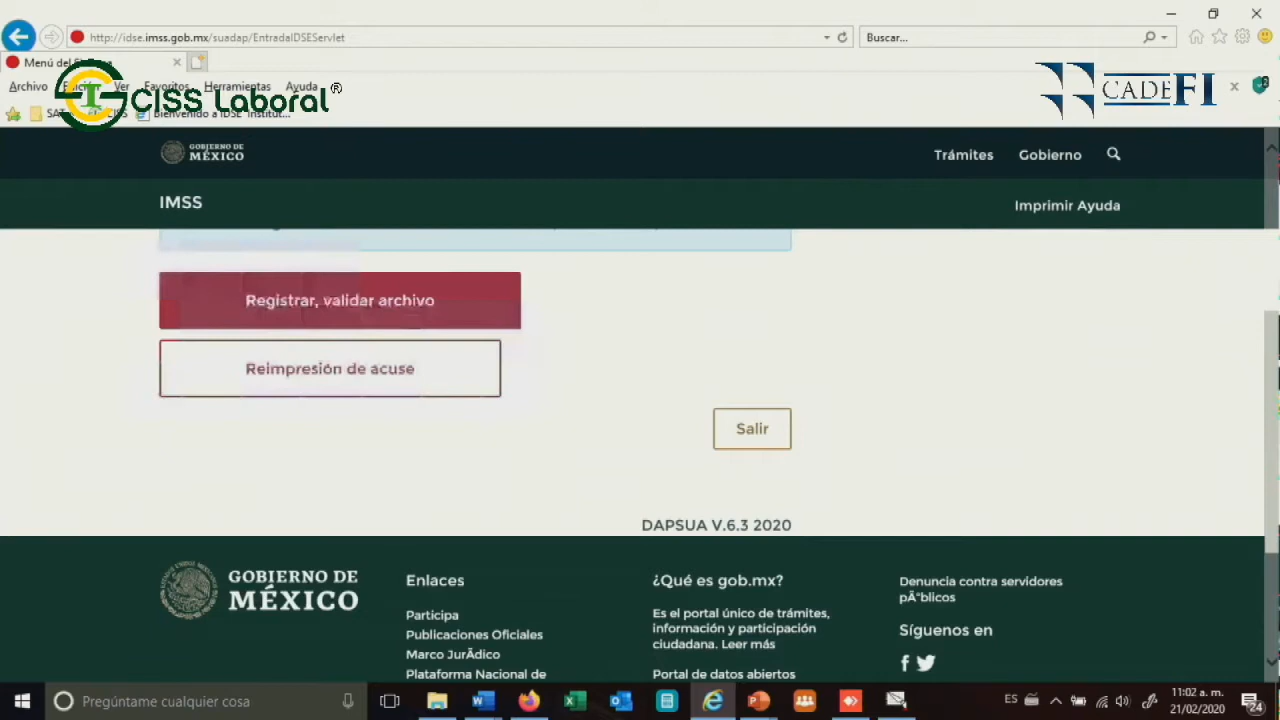 http://idse.imss.gob.mx/suadap/EntradaIDSEServlet
Buscar...
Menú del
Archivo Ver Favoritos Herramientas Ayuda ®
CISS Laboral
CADEFI
Bienvenido a IDSE Institut...
GOBIERNO DE
MÉXICO
Trámites Gobierno
IMSS
Imprimir Ayuda
Registrar, validar archivo
Reimpresión de acuse
Salir
DAPSUA V.6.3 2020
GOBIERNO DE
MÉXICO
Enlaces
Participa
Publicaciones Oficiales
Marco JurÃdico
Plataforma Nacional de
¿Qué es gob.mx?
Es el portal único de trámites,
información y participación
ciudadana. Leer más
Portal de datos abiertos
Denuncia contra servidores
pÃºblicos
Síguenos en
Pregúntame cualquier cosa
ES
11:02 a. m.
21/02/2020
24